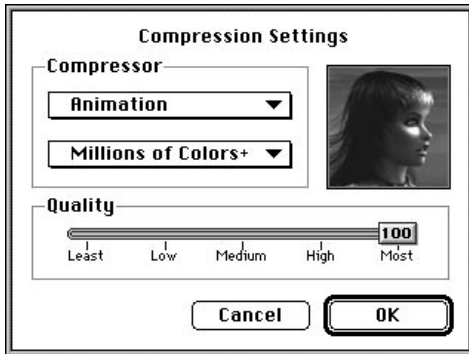 Compression Settings
Compressor
Animation
Millions of Colors+
Quality
100
Least Low Medium High Most
Cancel OK